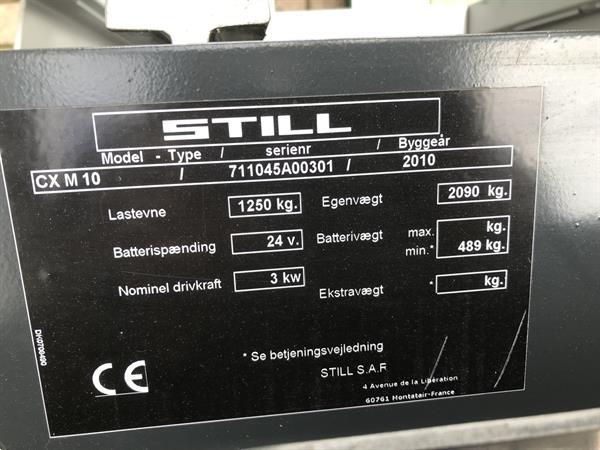 STILL
Model - Type / serienr / Byggeår
CX M 10 / 711045A00301 / 2010
Lastevne 1250 kg. Egenvægt 2090 kg.
Batterispænding 24 v. Batterivægt max. kg.
min.* 489 kg.
Nominel drivkraft 3 kw Ekstravægt * kg.
* Se betjeningsvejledning
STILL S.A.R
4 Avenue de la Libération
60761 Montatair-France
CE